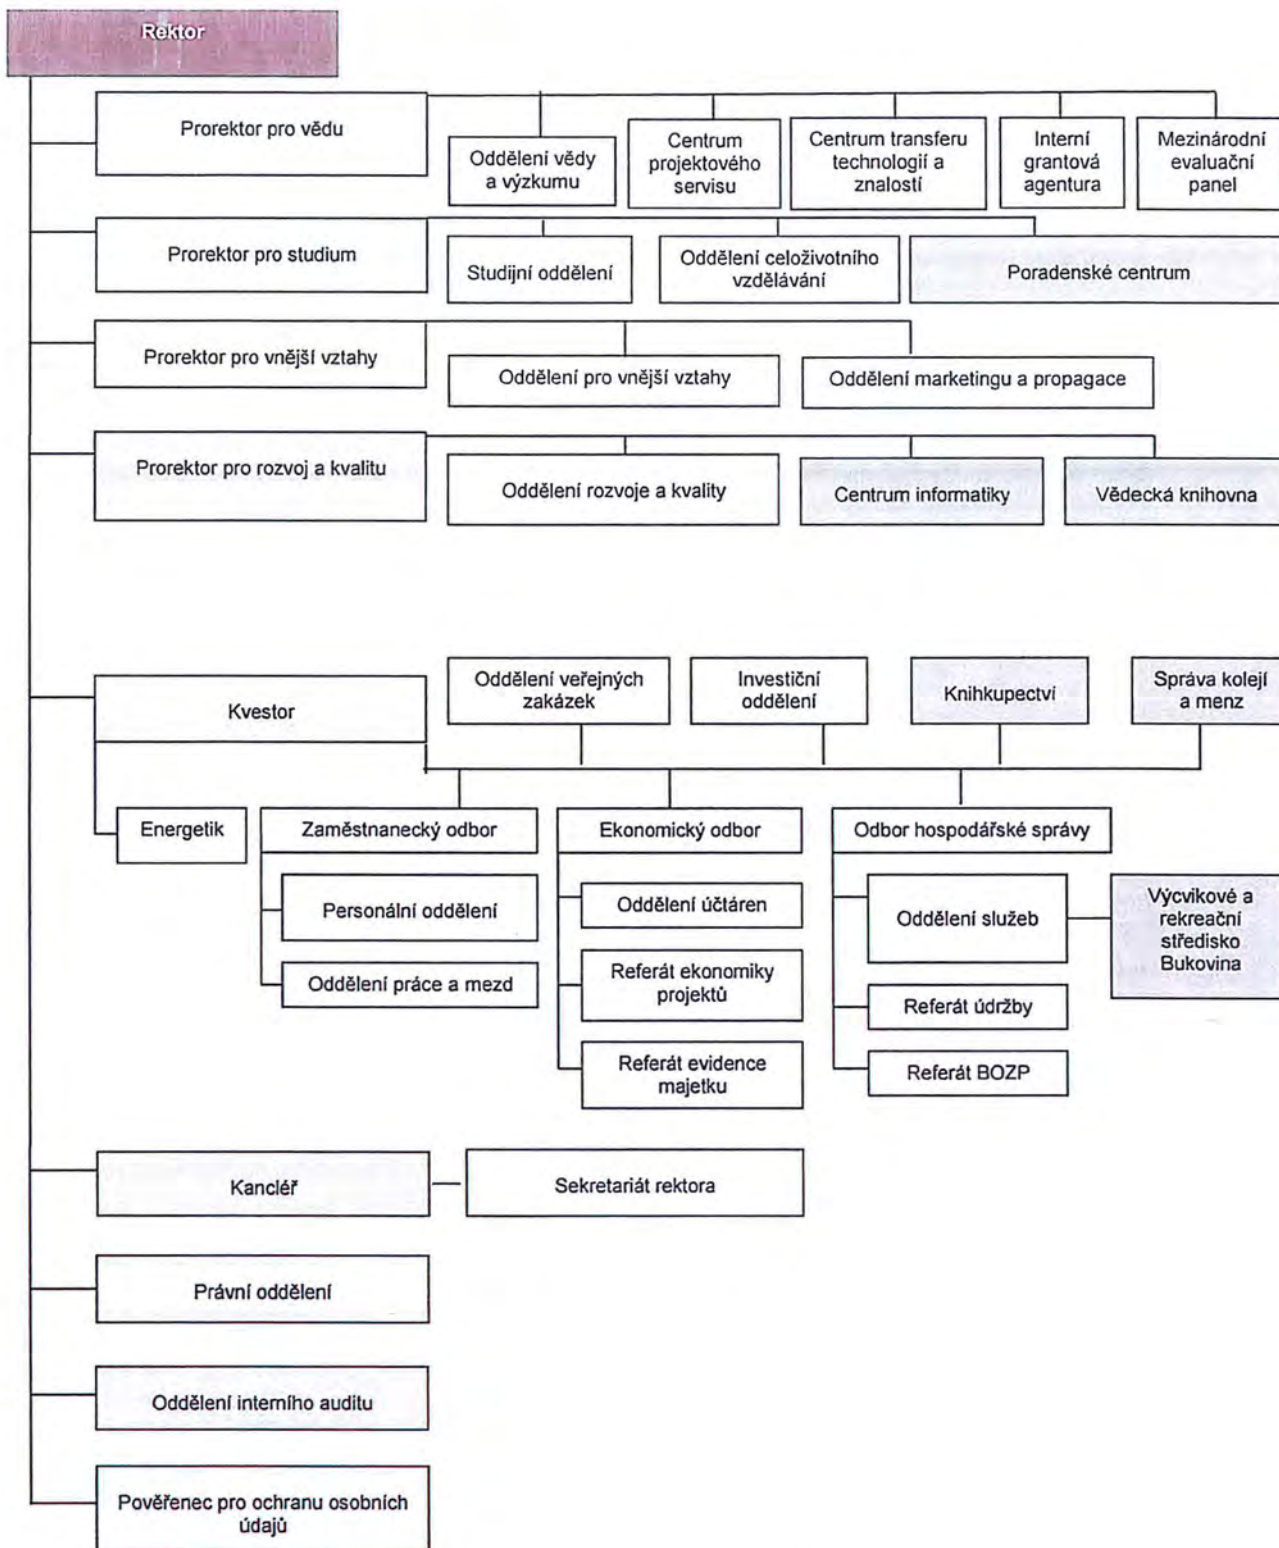 Rektor
Prorektor pro vědu
Oddělení vědy
a výzkumu
Centrum
projektového
servisu
Centrum transferu
technologií a
znalostí
Interní
grantová
agentura
Mezinárodní
evaluační
panel
Prorektor pro studium
Studijní oddělení
Oddělení celoživotního
vzdělávání
Poradenské centrum
Prorektor pro vnější vztahy
Oddělení pro vnější vztahy
Oddělení marketingu a propagace
Prorektor pro rozvoj a kvalitu
Oddělení rozvoje a kvality
Centrum informatiky
Vědecká knihovna
Kvestor
Oddělení veřejných
zakázek
Investiční
oddělení
Knihkupectví
Správa kolejí
a menz
Energetik
Zaměstnanecký odbor
Ekonomický odbor
Odbor hospodářské správy
Personální oddělení
Oddělení práce a mezd
Oddělení účtáren
Referát ekonomiky
projektů
Referát evidence
majetku
Oddělení služeb
Výcvikové a
rekreační
středisko
Bukovina
Referát údržby
Referát BOZP
Kancléř
Sekretariát rektora
Právní oddělení
Oddělení interního auditu
Pověřenec pro ochranu osobních
údajů